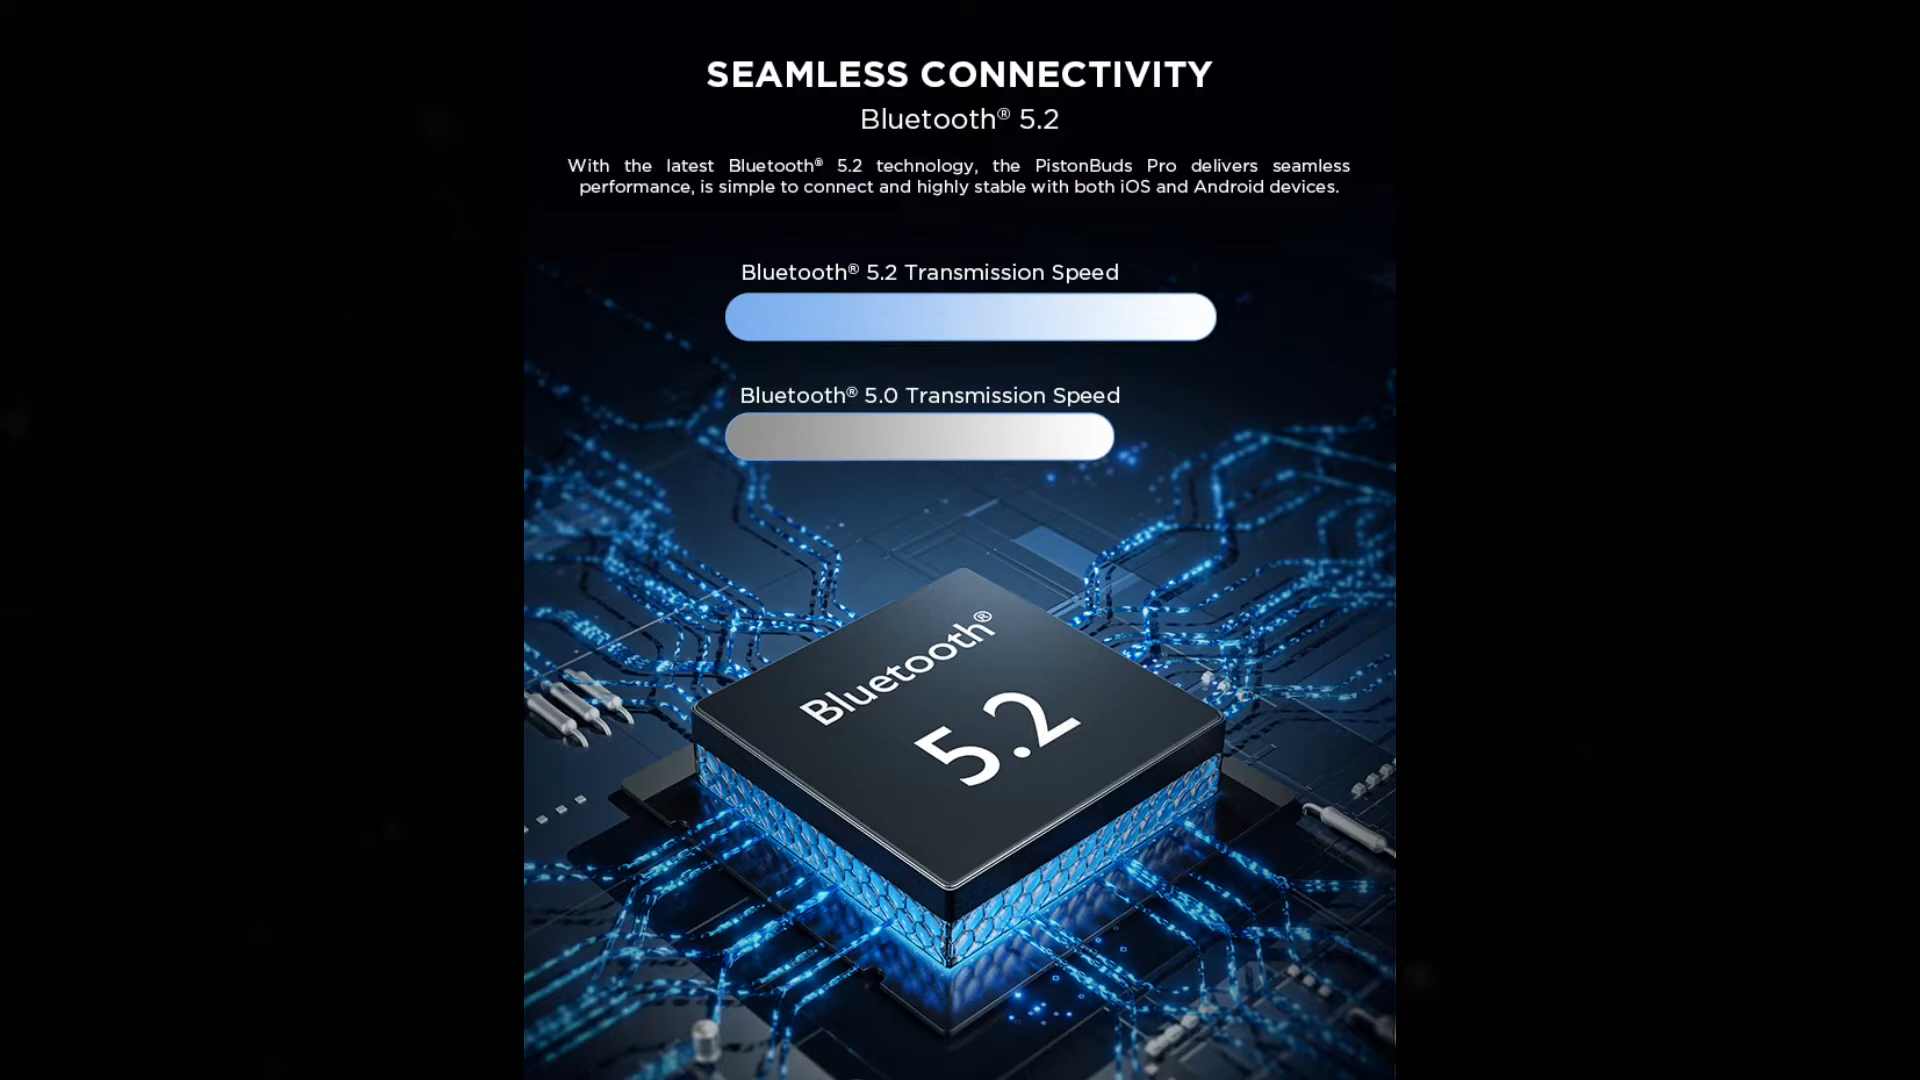 SEAMLESS CONNECTIVITY
Bluetooth® 5.2
With the latest Bluetooth® 5.2 technology, the PistonBuds Pro delivers seamless
performance, is simple to connect and highly stable with both iOS and Android devices.
Bluetooth® 5.2 Transmission Speed
Bluetooth® 5.0 Transmission Speed
Bluetooth®
5.2